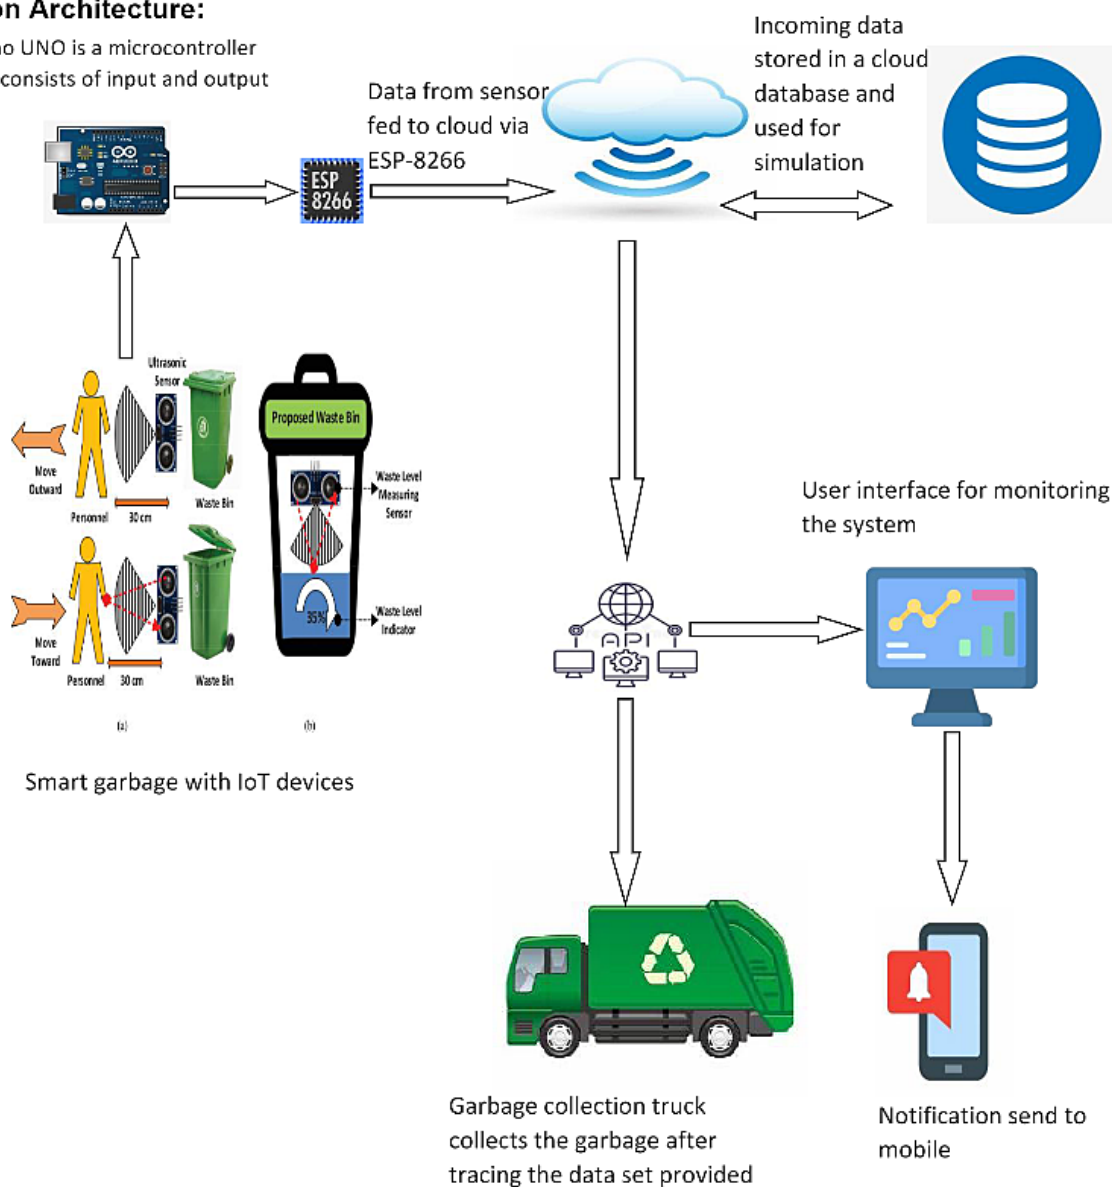 on Architecture:
no UNO is a microcontroller
consists of input and output
Data from sensor
fed to cloud via
ESP-8266
Incoming data
stored in a cloud
database and
used for
simulation
ESP
8266
Ultrasonic
Sensor
Move
Outward
Personnel
30 cm
Waste Bin
Move
Toward
Personnel
30 cm
Waste Bin
(a)
Proposed Waste Bin
Waste Level
Measuring
Sensor
35%
Waste Level
Indicator
(b)
Smart garbage with IoT devices
API
User interface for monitoring
the system
Garbage collection truck
collects the garbage after
tracing the data set provided
Notification send to
mobile